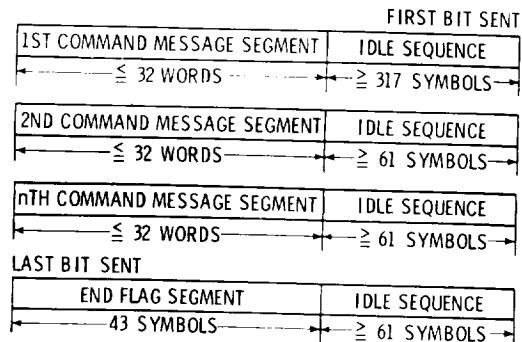 FIRST BIT SENT
1ST COMMAND MESSAGE SEGMENT IDLE SEQUENCE
≦ 32 WORDS ≧ 317 SYMBOLS
2ND COMMAND MESSAGE SEGMENT IDLE SEQUENCE
≦ 32 WORDS ≧ 61 SYMBOLS
nTH COMMAND MESSAGE SEGMENT IDLE SEQUENCE
≦ 32 WORDS ≧ 61 SYMBOLS
LAST BIT SENT
END FLAG SEGMENT IDLE SEQUENCE
43 SYMBOLS ≧ 61 SYMBOLS